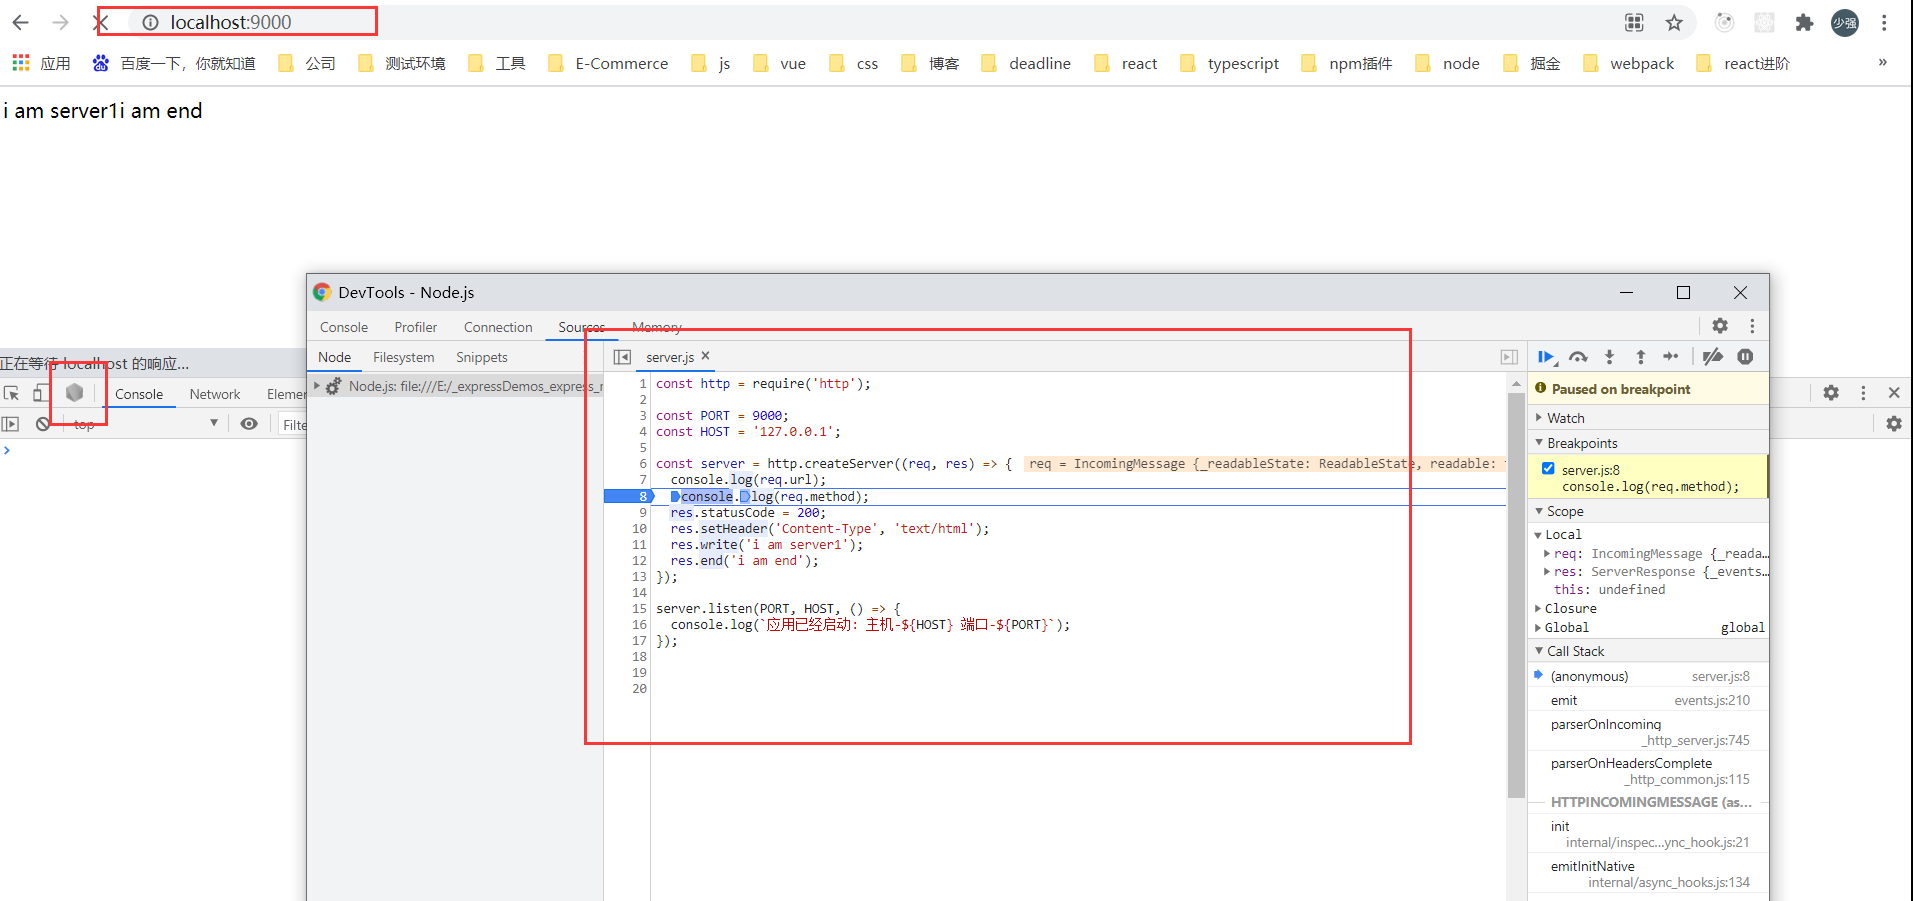 localhost:9000
少强
应用 百度一下，你就知道 公司 测试环境 工具 E-Commerce js vue css 博客 deadline react typescript npm插件 node 掘金 webpack react进阶 »
i am server1i am end
DevTools - Node.js
Console Profiler Connection Sources Memory
正在等待 localhost 的响应...
Node Filesystem Snippets
server.js ×
Node.js: file:///E:/_expressDemos_express_
Console Network Elemer
top
Filte
1 const http = require('http');
2
3 const PORT = 9000;
4 const HOST = '127.0.0.1';
5
6 const server = http.createServer((req, res) => { req = IncomingMessage {_readableState: ReadableState, readable:
7 console.log(req.url);
8 console.log(req.method);
9 res.statusCode = 200;
10 res.setHeader('Content-Type', 'text/html');
11 res.write('i am server1');
12 res.end('i am end');
13 });
14
15 server.listen(PORT, HOST, () => {
16 console.log(`应用已经启动: 主机-${HOST} 端口-${PORT}`);
17 });
18
19
20
Paused on breakpoint
Watch
Breakpoints
server.js:8
console.log(req.method);
Scope
Local
req: IncomingMessage {_reada…
res: ServerResponse {_events…
this: undefined
Closure
Global global
Call Stack
(anonymous) server.js:8
emit events.js:210
parserOnIncoming
_http_server.js:745
parserOnHeadersComplete
_http_common.js:115
HTTPINCOMINGMESSAGE (as...
init
internal/inspec…ync_hook.js:21
emitInitNative
internal/async_hooks.js:134